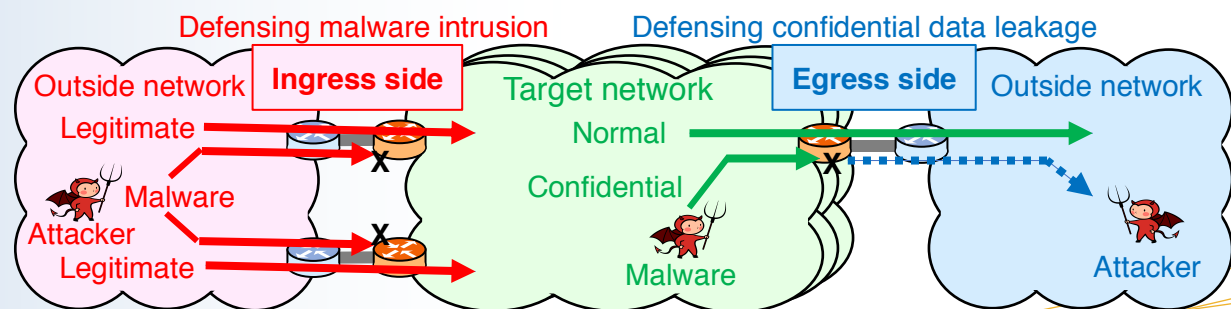 Defensing malware intrusion
Defensing confidential data leakage
Outside network
Ingress side
Target network
Egress side
Outside network
Legitimate
Normal
X
X
Malware
Confidential
Attacker
X
Legitimate
Malware
Attacker